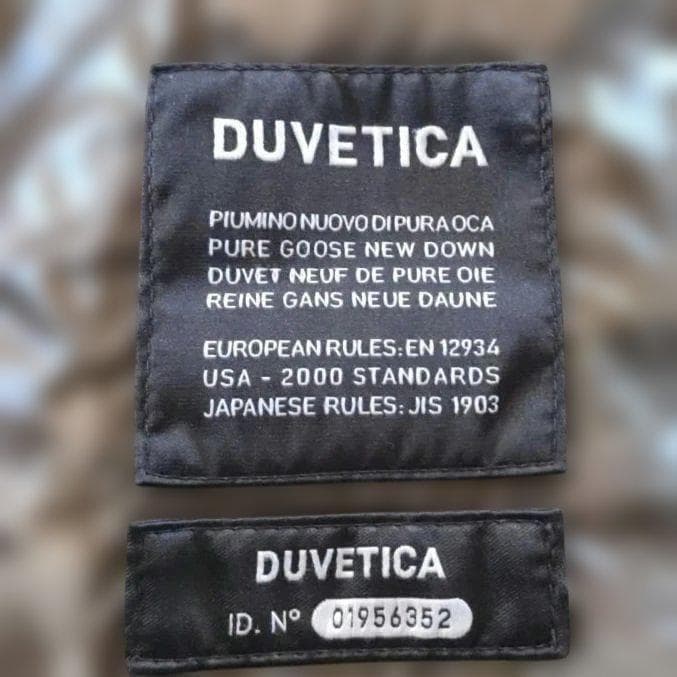 DUVETICA
PIUMINO NUOVO DI PURA OCA
PURE GOOSE NEW DOWN
DUVET NEUF DE PURE OIE
REINE GANS NEUE DAUNE
EUROPEAN RULES: EN 12934
USA - 2000 STANDARDS
JAPANESE RULES: JIS 1903
DUVETICA
ID. Nº 01956352